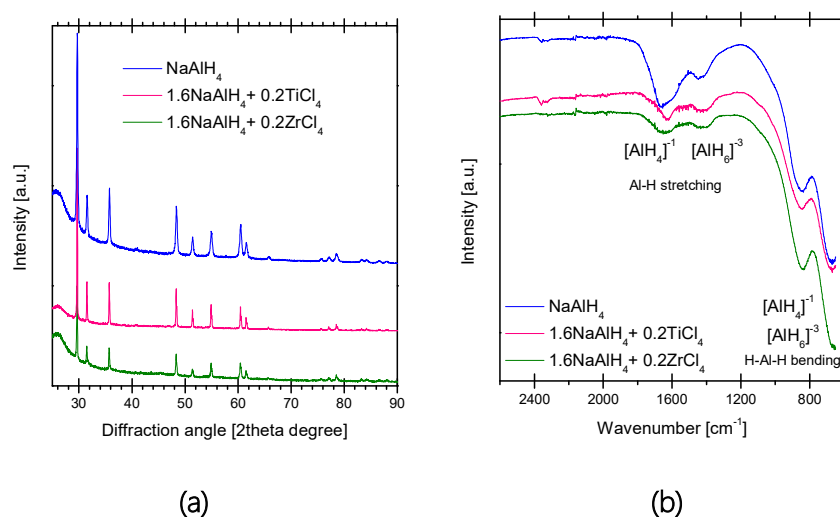 NaAlH₄
1.6NaAlH₄+ 0.2TiCl₄
1.6NaAlH₄+ 0.2ZrCl₄
Intensity [a.u.]
30 40 50 60 70 80 90
Diffraction angle [2theta degree]
(a)
[AlH₄]⁻¹ [AlH₆]⁻³
Al-H stretching
Intensity [a.u.]
NaAlH₄
1.6NaAlH₄+ 0.2TiCl₄
1.6NaAlH₄+ 0.2ZrCl₄
[AlH₄]⁻¹
[AlH₆]⁻³
H-Al-H bending
2400 2000 1600 1200 800
Wavenumber [cm⁻¹]
(b)